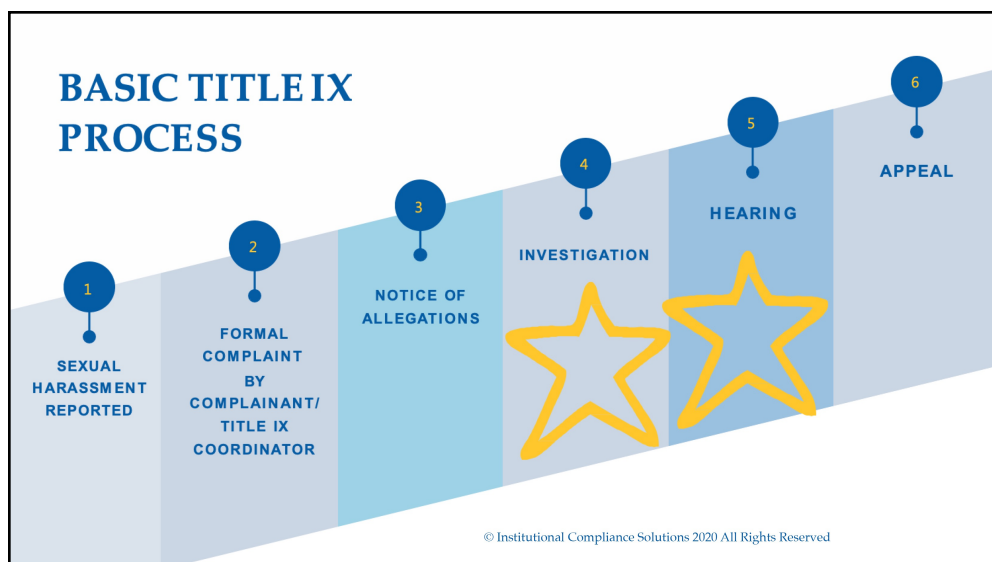 BASIC TITLE IX
PROCESS
1
SEXUAL
HARASSMENT
REPORTED
2
FORMAL
COMPLAINT
BY
COMPLAINANT/
TITLE IX
COORDINATOR
3
NOTICE OF
ALLEGATIONS
4
INVESTIGATION
5
HEARING
6
APPEAL
© Institutional Compliance Solutions 2020 All Rights Reserved